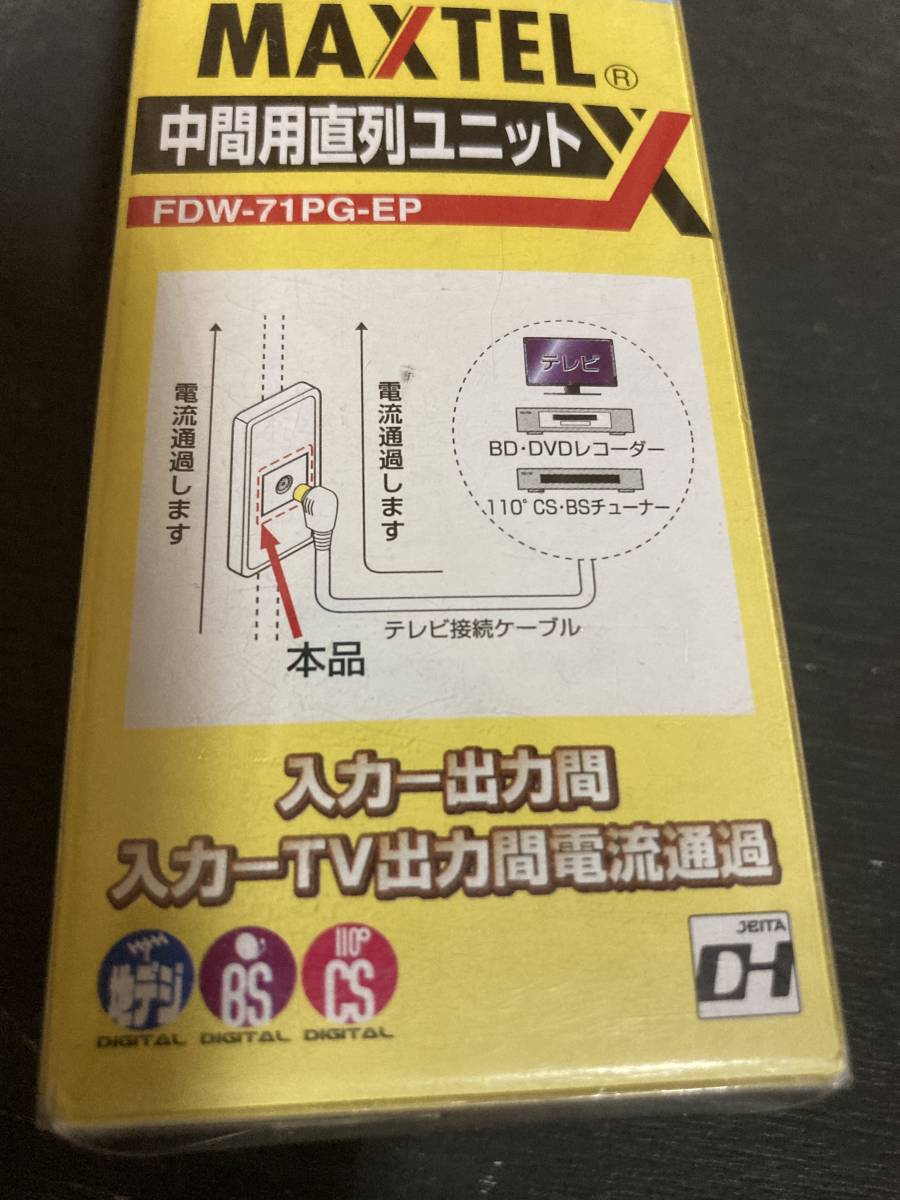 MAXTEL®
中間用直列ユニット
FDW-71PG-EP
電流通過します
電流通過します
テレビ
BD・DVDレコーダー
110°CS・BSチューナー
テレビ接続ケーブル
本品
入力ー出力間
入力ーTV出力間電流通過
地デジ
DIGITAL
BS
DIGITAL
110°
CS
DIGITAL
JEITA
DH